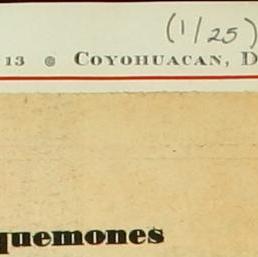 (1/25)
13 ● COYOHUACAN, D
quemones